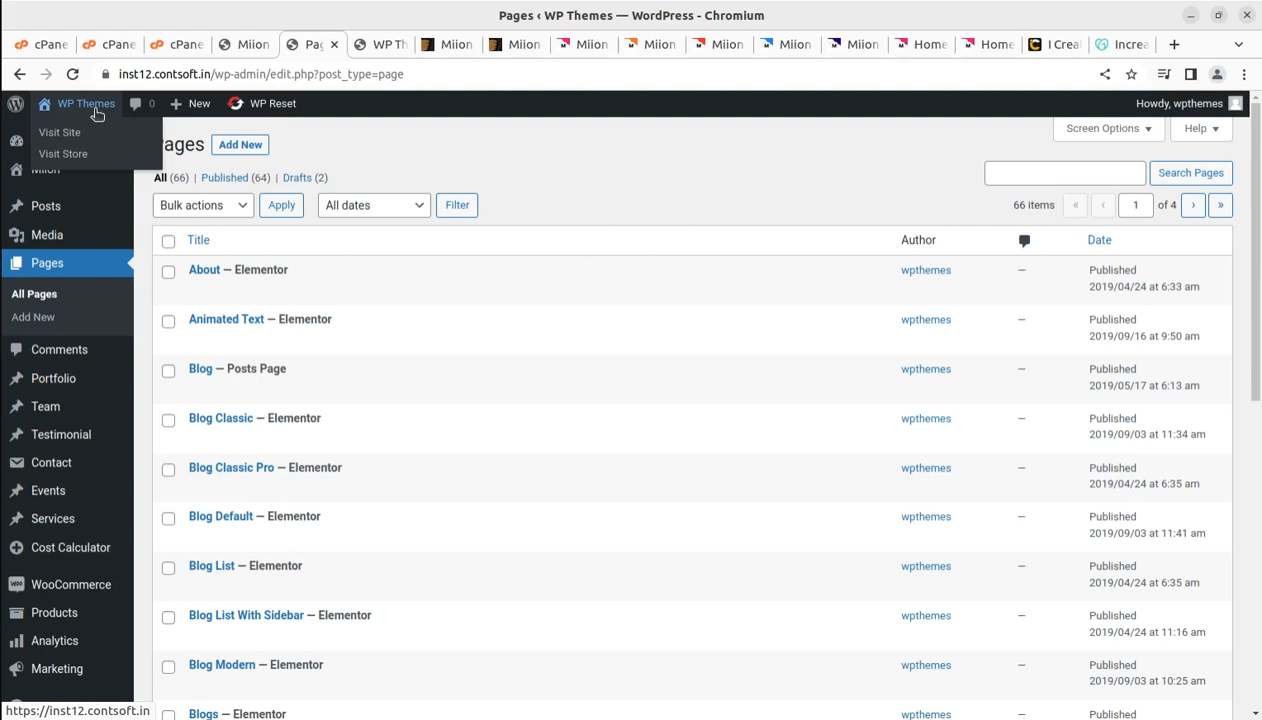 Pages ‹ WP Themes — WordPress - Chromium
cPane
cPane
cPane
Miion
Pag
WP Th
Miion
Miion
Miion
Miion
Miion
Miion
Miion
Home
Home
I Crea
Increa
inst12.contsoft.in/wp-admin/edit.php?post_type=page
WP Themes 0 New WP Reset Howdy, wpthemes
Visit Site
Visit Store
Miion
Posts
Media
Pages
All Pages
Add New
Comments
Portfolio
Team
Testimonial
Contact
Events
Services
Cost Calculator
WooCommerce
Products
Analytics
Marketing
https://inst12.contsoft.in
ages Add New Screen Options Help
All (66) | Published (64) | Drafts (2) Search Pages
Bulk actions Apply All dates Filter 66 items « ‹ 1 of 4 › »
Title Author Date
About — Elementor wpthemes — Published
2019/04/24 at 6:33 am
Animated Text — Elementor wpthemes — Published
2019/09/16 at 9:50 am
Blog — Posts Page wpthemes — Published
2019/05/17 at 6:13 am
Blog Classic — Elementor wpthemes — Published
2019/09/03 at 11:34 am
Blog Classic Pro — Elementor wpthemes — Published
2019/04/24 at 6:35 am
Blog Default — Elementor wpthemes — Published
2019/09/03 at 11:41 am
Blog List — Elementor wpthemes — Published
2019/04/24 at 6:35 am
Blog List With Sidebar — Elementor wpthemes — Published
2019/04/24 at 11:16 am
Blog Modern — Elementor wpthemes — Published
2019/09/03 at 10:25 am
Blogs — Elementor wpthemes — Published